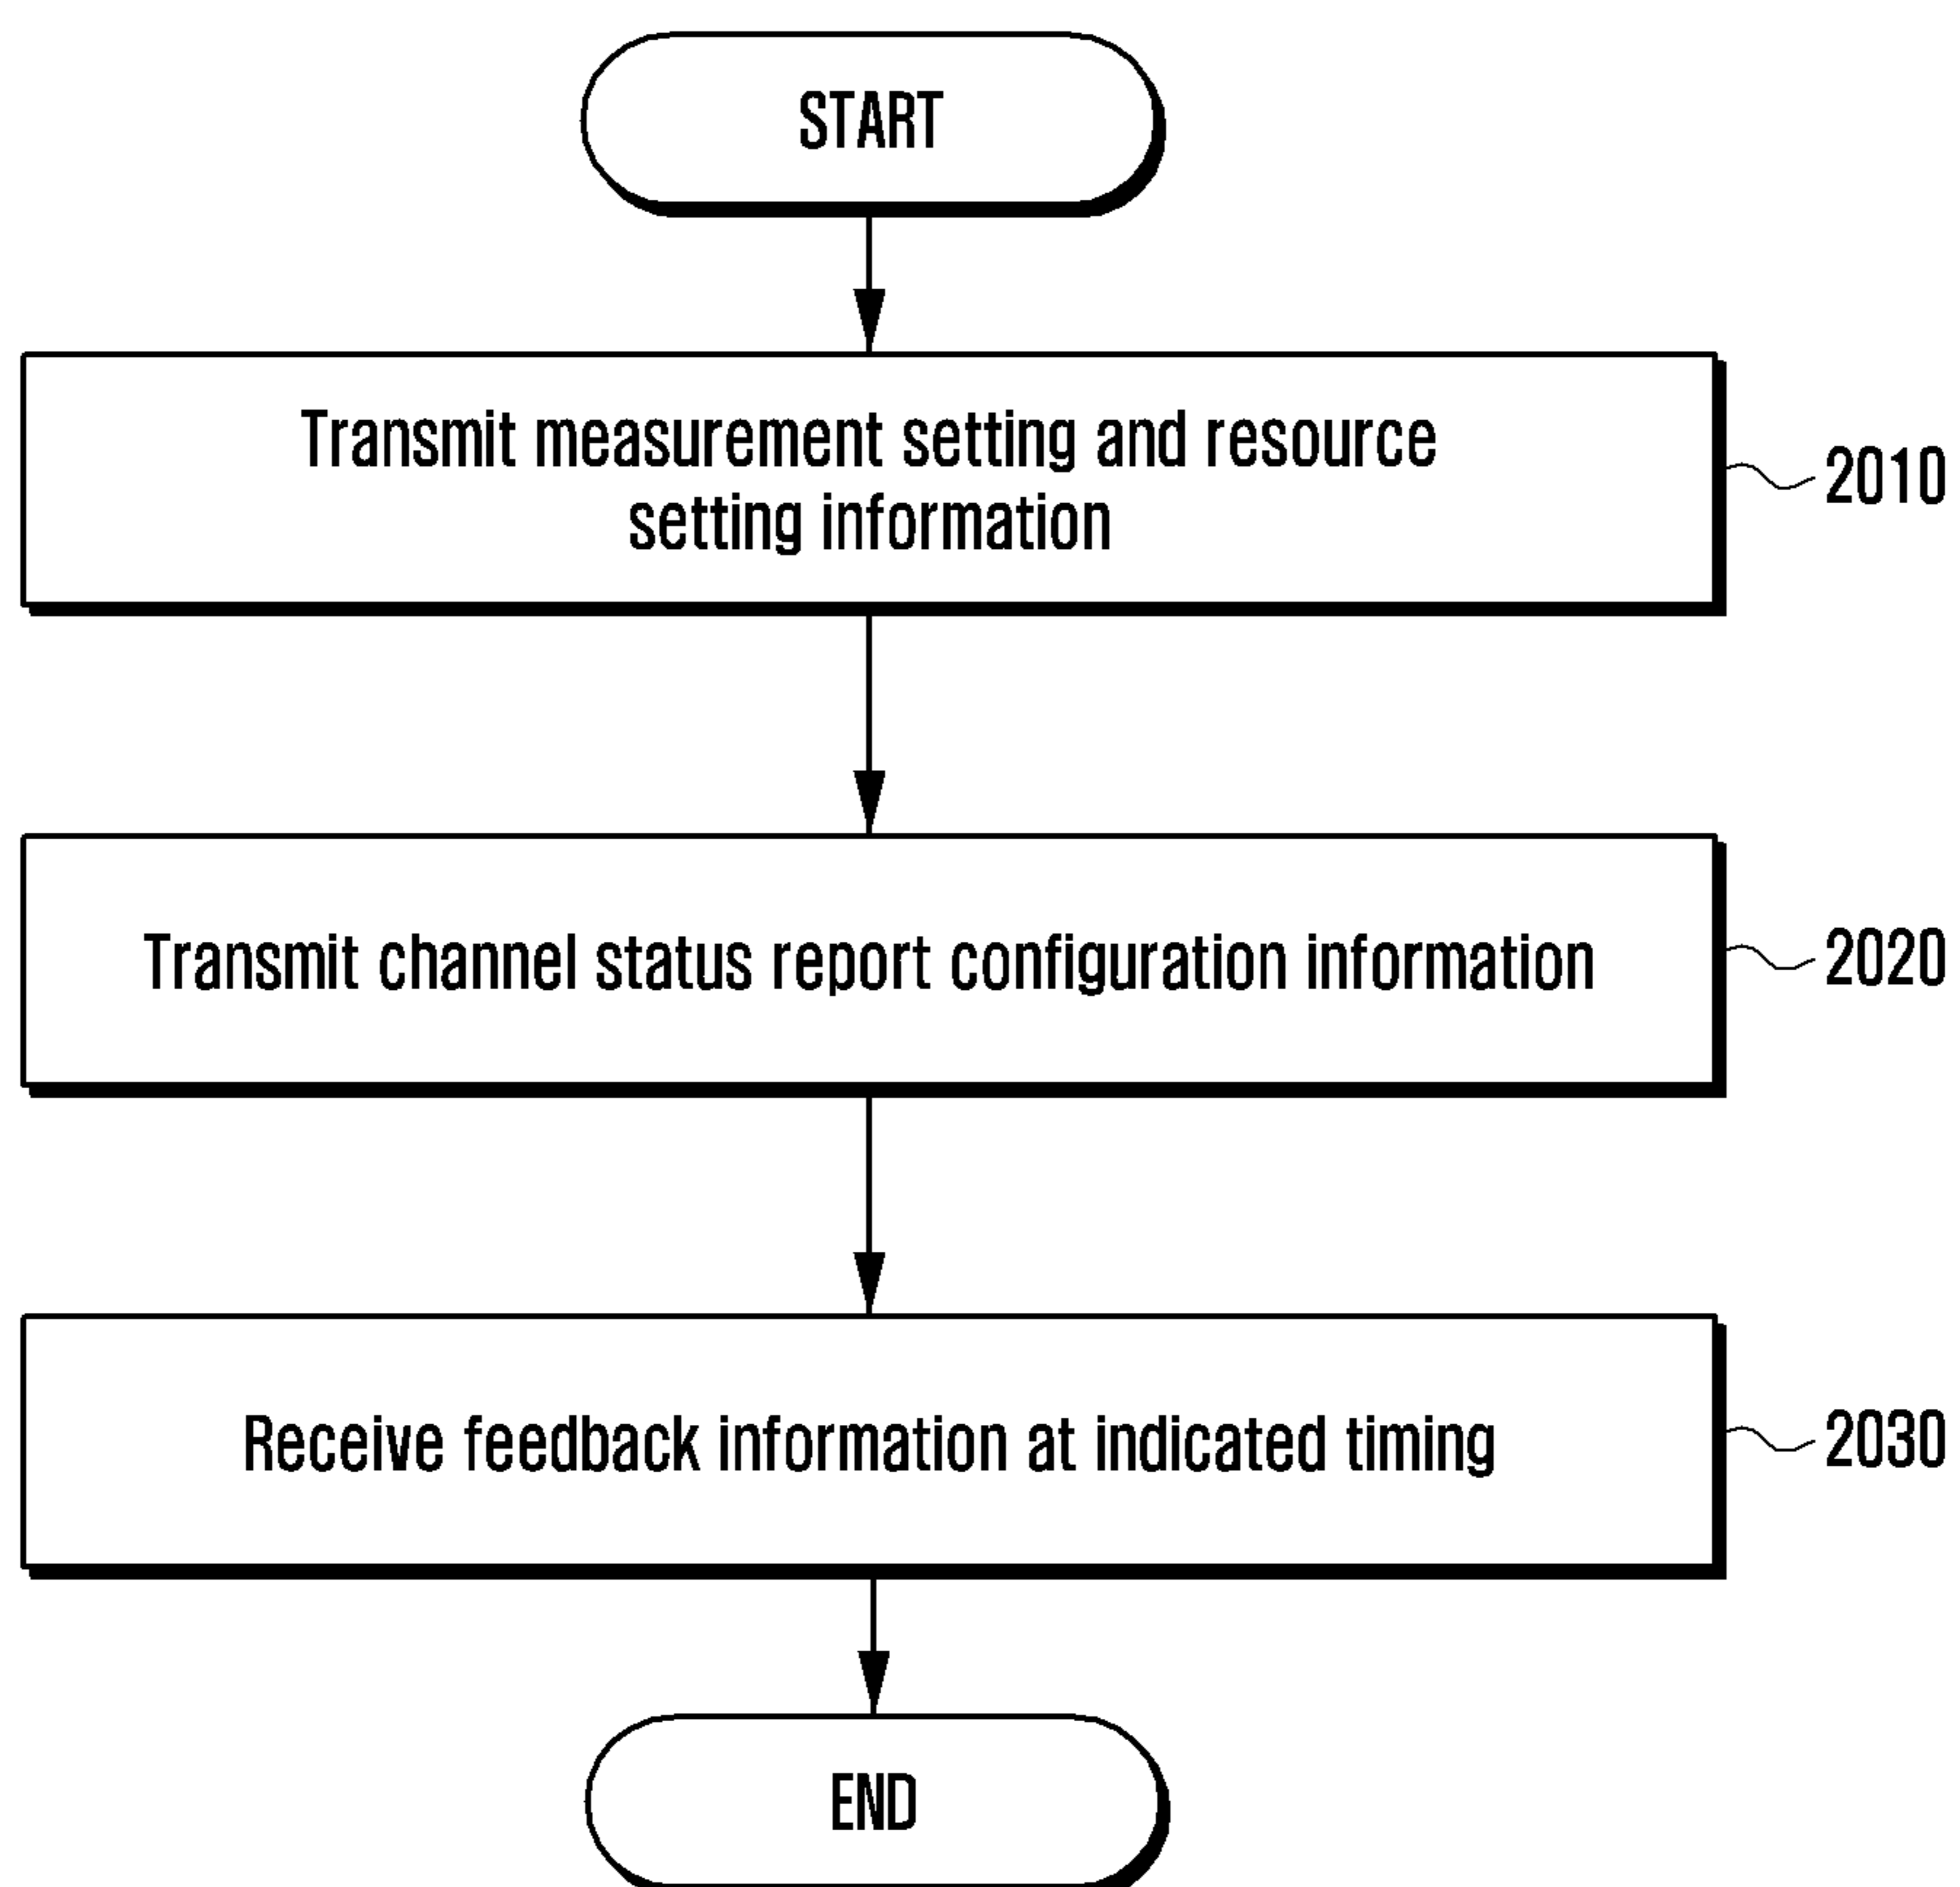 START
Transmit measurement setting and resource
setting information
2010
Transmit channel status report configuration information
2020
Receive feedback information at indicated timing
2030
END